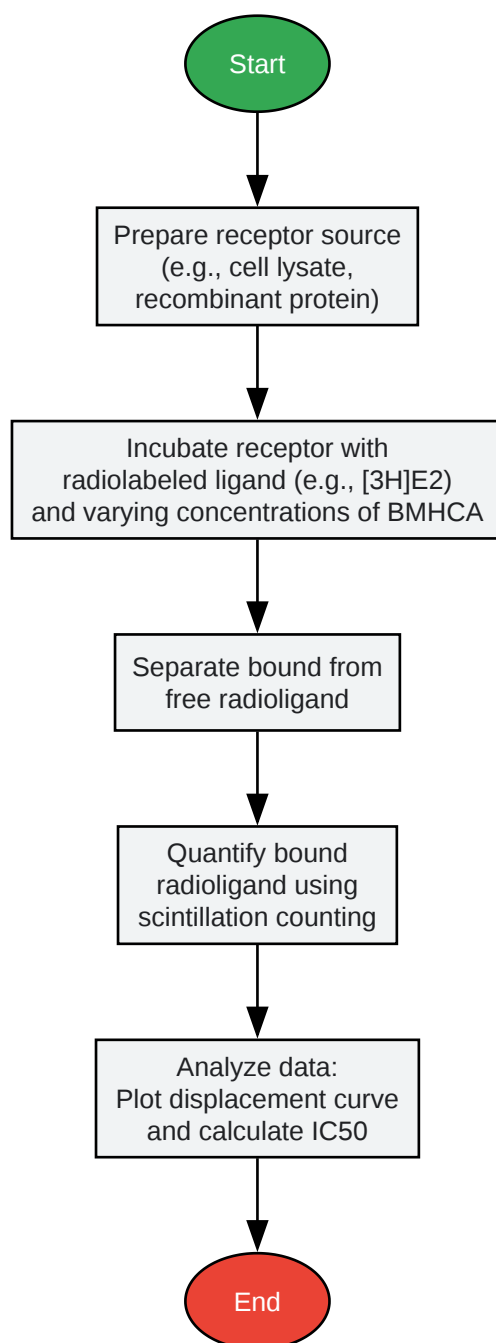 Start
Prepare receptor source
(e.g., cell lysate,
recombinant protein)
Incubate receptor with
radiolabeled ligand (e.g., [3H]E2)
and varying concentrations of BMHCA
Separate bound from
free radioligand
Quantify bound
radioligand using
scintillation counting
Analyze data:
Plot displacement curve
and calculate IC50
End